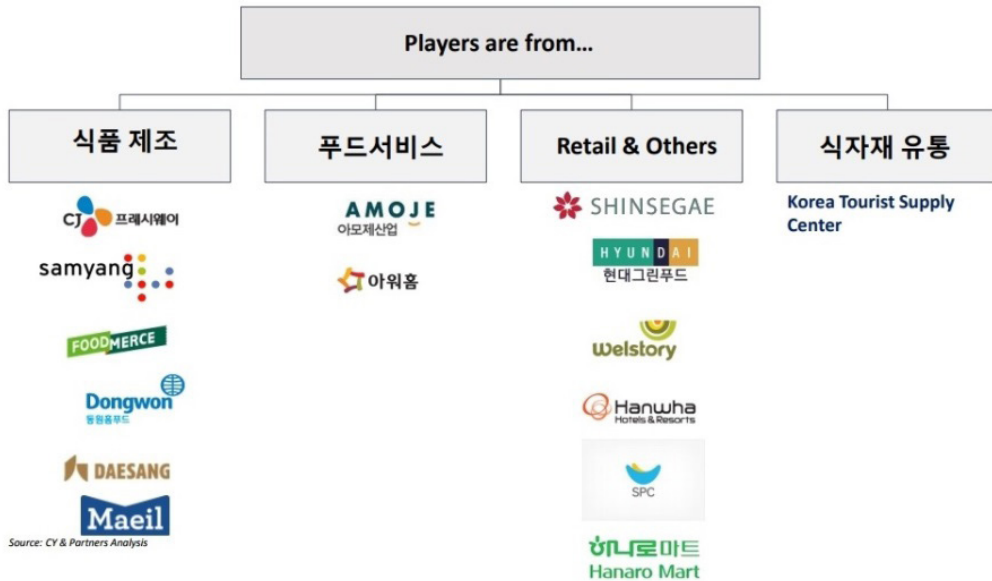 Players are from...
식품 제조
푸드서비스
Retail & Others
식자재 유통
CJ 프레시웨이
samyang
FOODMERCE
Dongwon
동원홈푸드
DAESANG
Maeil
Source: CY & Partners Analysis
AMOJE
아모제산업
아워홈
SHINSEGAE
HYUNDAI
현대그린푸드
welstory
Hanwha
Hotels & Resorts
SPC
하나로마트
Hanaro Mart
Korea Tourist Supply
Center